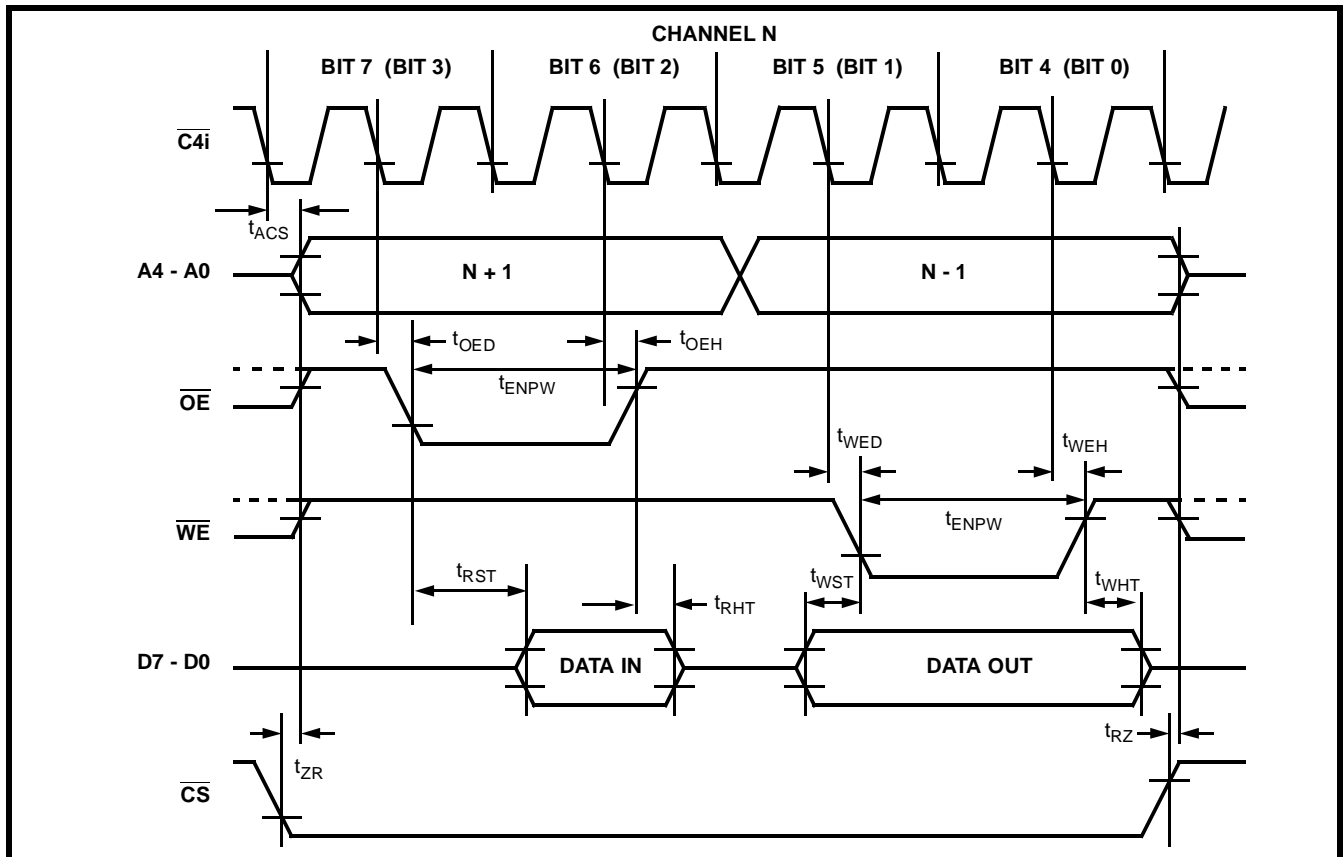 CHANNEL N
BIT 7 (BIT 3) BIT 6 (BIT 2) BIT 5 (BIT 1) BIT 4 (BIT 0)
C4i
tACS
A4 - A0 N + 1 N - 1
tOED tOEH
tENPW
OE
tWED tWEH
tENPW
WE
tRST tWST tWHT
tRHT
D7 - D0 DATA IN DATA OUT
tRZ
tZR
CS